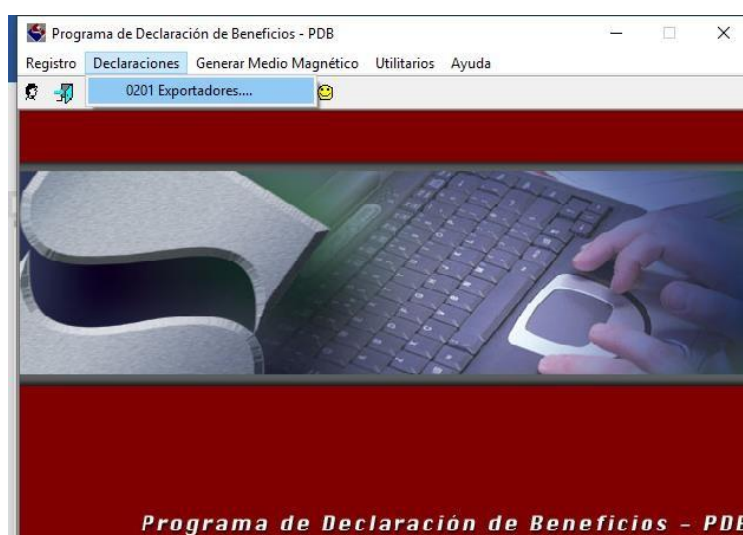 Programa de Declaración de Beneficios - PDB
Registro Declaraciones Generar Medio Magnético Utilitarios Ayuda
0201 Exportadores....
Programa de Declaración de Beneficios - PDB